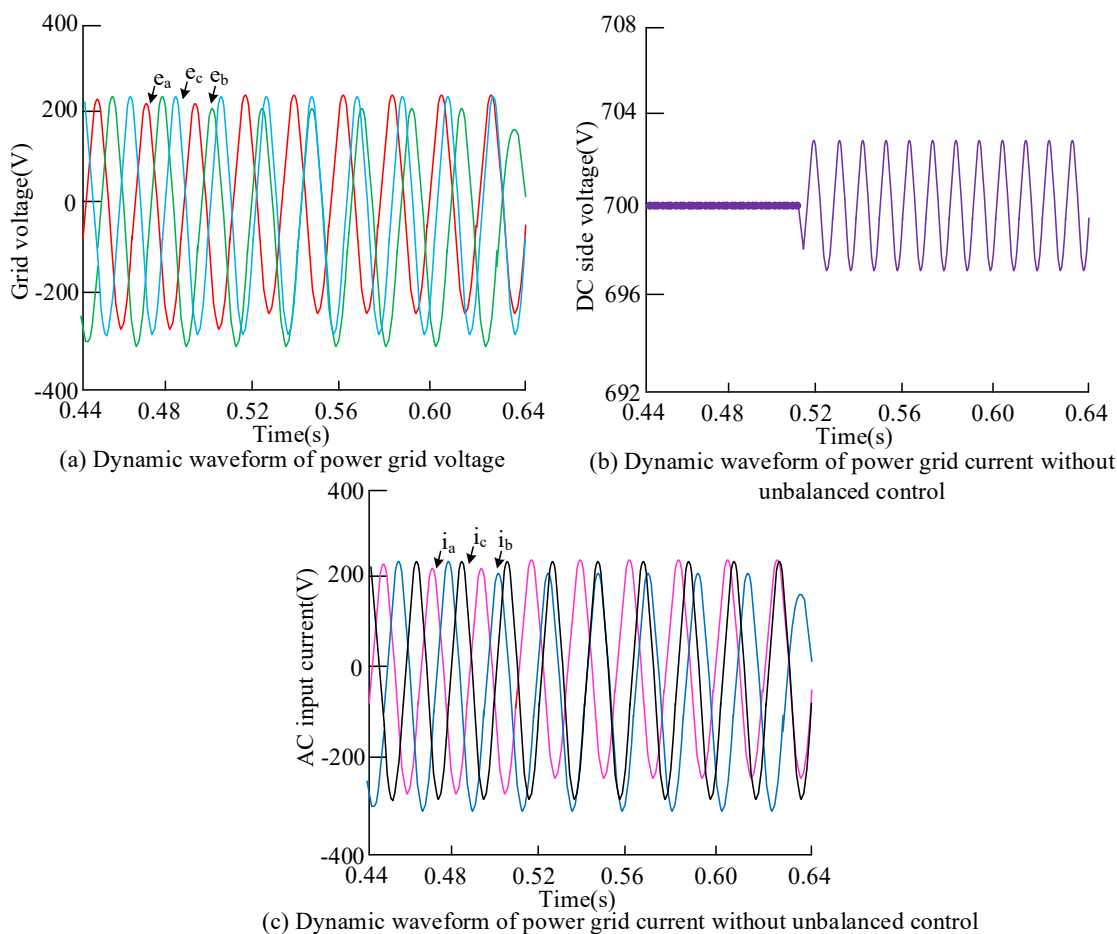 400
200
0
-200
-400
Grid voltage(V)
e_a e_c e_b
0.44 0.48 0.52 0.56 0.60 0.64
Time(s)
(a) Dynamic waveform of power grid voltage
708
704
700
696
692
DC side voltage(V)
0.44 0.48 0.52 0.56 0.60 0.64
Time(s)
(b) Dynamic waveform of power grid current without
unbalanced control
400
200
0
-200
-400
AC input current(V)
i_a i_c i_b
0.44 0.48 0.52 0.56 0.60 0.64
Time(s)
(c) Dynamic waveform of power grid current without unbalanced control